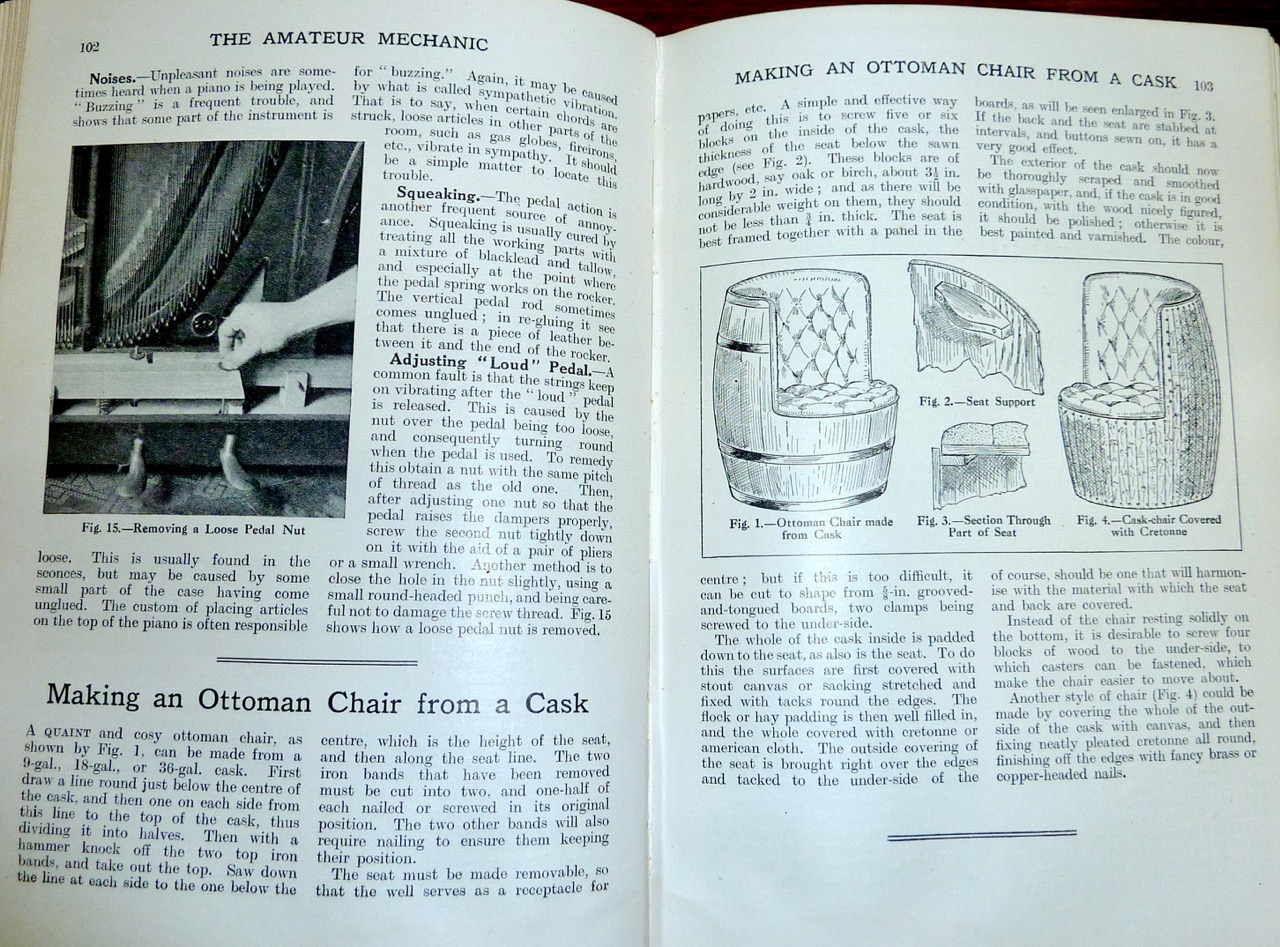 102
THE AMATEUR MECHANIC
Noises.—Unpleasant noises are some-
times heard when a piano is being played.
"Buzzing" is a frequent trouble, and
shows that some part of the instrument is
Fig. 15.—Removing a Loose Pedal Nut
loose. This is usually found in the
sconces, but may be caused by some
small part of the case having come
unglued. The custom of placing articles
on the top of the piano is often responsible
for "buzzing." Again, it may be caused
by what is called sympathetic vibration.
That is to say, when certain chords are
struck, loose articles in other parts of the
room, such as gas globes, fireirons,
etc., vibrate in sympathy. It should
be a simple matter to locate this
trouble.
Squeaking.—The pedal action is
another frequent source of annoy-
ance. Squeaking is usually cured by
treating all the working parts with
a mixture of blacklead and tallow,
and especially at the point where
the pedal spring works on the rocker.
The vertical pedal rod sometimes
comes unglued; in re-gluing it see
that there is a piece of leather be-
tween it and the end of the rocker.
Adjusting "Loud" Pedal.—A
common fault is that the strings keep
on vibrating after the "loud" pedal
is released. This is caused by the
nut over the pedal being too loose,
and consequently turning round
when the pedal is used. To remedy
this obtain a nut with the same pitch
of thread as the old one. Then,
after adjusting one nut so that the
pedal raises the dampers properly,
screw the second nut tightly down
on it with the aid of a pair of pliers
or a small wrench. Another method is to
close the hole in the nut slightly, using a
small round-headed punch, and being care-
ful not to damage the screw thread. Fig. 15
shows how a loose pedal nut is removed.
Making an Ottoman Chair from a Cask
A QUAINT and cosy ottoman chair, as
shown by Fig. 1, can be made from a
9-gal., 18-gal., or 36-gal. cask. First
draw a line round just below the centre of
the cask, and then one on each side from
this line to the top of the cask, thus
dividing it into halves. Then with a
hammer knock off the two top iron
bands, and take out the top. Saw down
the line at each side to the one below the
centre, which is the height of the seat,
and then along the seat line. The two
iron bands that have been removed
must be cut into two, and one-half of
each nailed or screwed in its original
position. The two other bands will also
require nailing to ensure them keeping
their position.
The seat must be made removable, so
that the well serves as a receptacle for
MAKING AN OTTOMAN CHAIR FROM A CASK 103
papers, etc. A simple and effective way
of doing this is to screw five or six
blocks on the inside of the cask, the
thickness of the seat below the sawn
edge (see Fig. 2). These blocks are of
hardwood, say oak or birch, about 3½ in.
long by 2 in. wide; and as there will be
considerable weight on them, they should
not be less than ¾ in. thick. The seat is
best framed together with a panel in the
boards, as will be seen enlarged in Fig. 3.
If the back and the seat are stabbed at
intervals, and buttons sewn on, it has a
very good effect.
The exterior of the cask should now
be thoroughly scraped and smoothed
with glasspaper, and, if the cask is in good
condition, with the wood nicely figured,
it should be polished; otherwise it is
best painted and varnished. The colour,
Fig. 1.—Ottoman Chair made
from Cask
Fig. 2.—Seat Support
Fig. 3.—Section Through
Part of Seat
Fig. 4.—Cask-chair Covered
with Cretonne
centre; but if this is too difficult, it
can be cut to shape from ⅝-in. grooved-
and-tongued boards, two clamps being
screwed to the under-side.
The whole of the cask inside is padded
down to the seat, as also is the seat. To do
this the surfaces are first covered with
stout canvas or sacking stretched and
fixed with tacks round the edges. The
flock or hay padding is then well filled in,
and the whole covered with cretonne or
american cloth. The outside covering of
the seat is brought right over the edges
and tacked to the under-side of the
of course, should be one that will harmon-
ise with the material with which the seat
and back are covered.
Instead of the chair resting solidly on
the bottom, it is desirable to screw four
blocks of wood to the under-side, to
which casters can be fastened, which
make the chair easier to move about.
Another style of chair (Fig. 4) could be
made by covering the whole of the out-
side of the cask with canvas, and then
fixing neatly pleated cretonne all round,
finishing off the edges with fancy brass or
copper-headed nails.